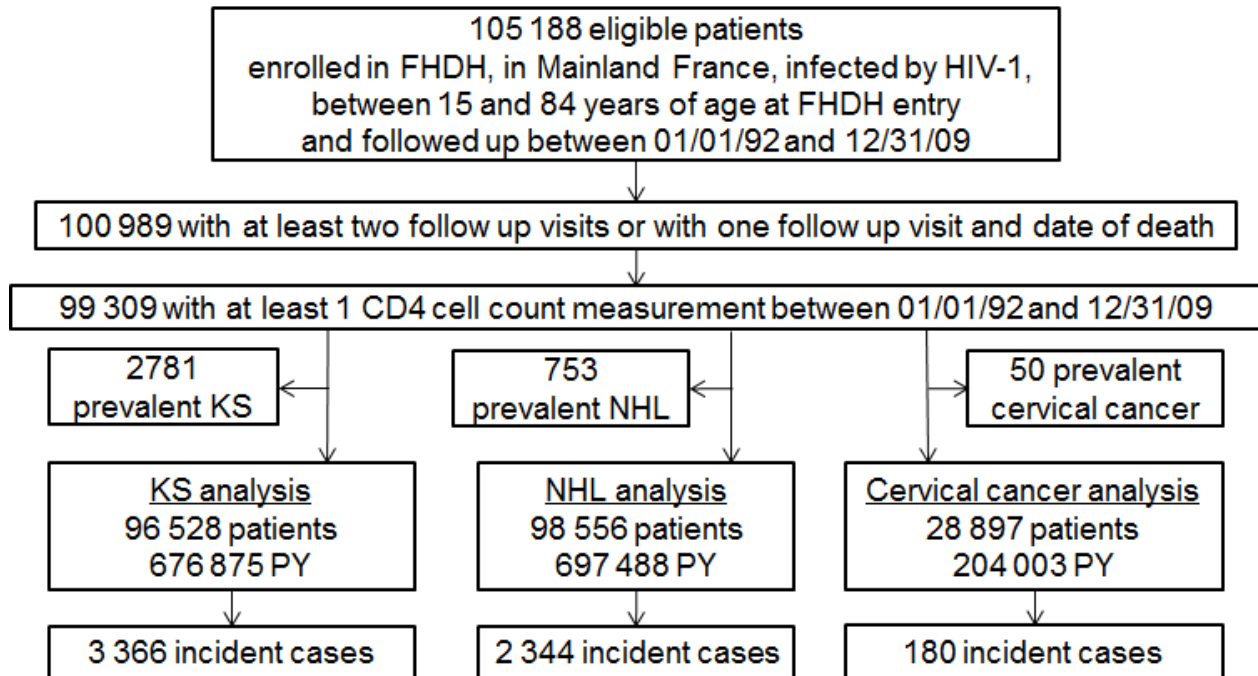 105 188 eligible patients
enrolled in FHDH, in Mainland France, infected by HIV-1,
between 15 and 84 years of age at FHDH entry
and followed up between 01/01/92 and 12/31/09
100 989 with at least two follow up visits or with one follow up visit and date of death
99 309 with at least 1 CD4 cell count measurement between 01/01/92 and 12/31/09
2781
prevalent KS
753
prevalent NHL
50 prevalent
cervical cancer
KS analysis
96 528 patients
676 875 PY
NHL analysis
98 556 patients
697 488 PY
Cervical cancer analysis
28 897 patients
204 003 PY
3 366 incident cases
2 344 incident cases
180 incident cases